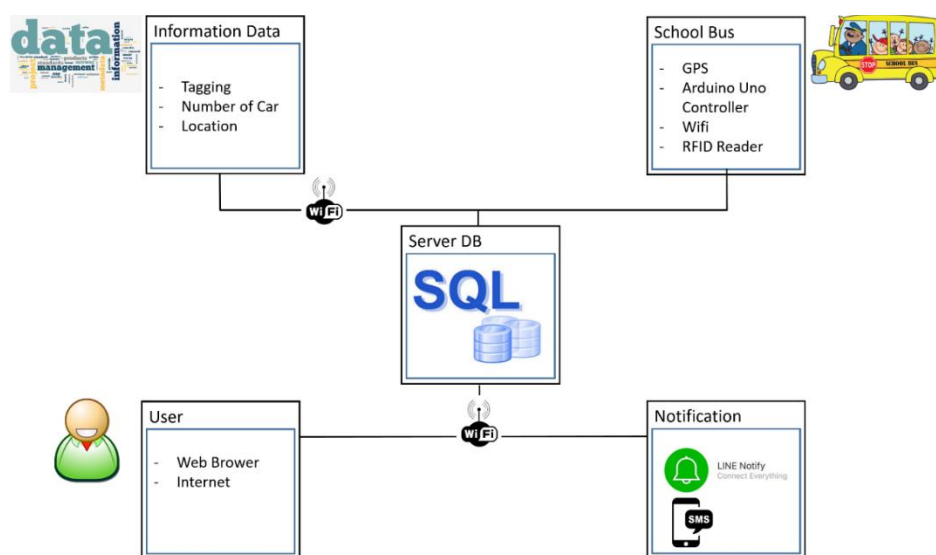 data
information
management
Information Data
- Tagging
- Number of Car
- Location
School Bus
- GPS
- Arduino Uno
Controller
- Wifi
- RFID Reader
STOP
SCHOOL BUS
WiFi
Server DB
SQL
WiFi
User
- Web Brower
- Internet
Notification
LINE Notify
Connect Everything
SMS